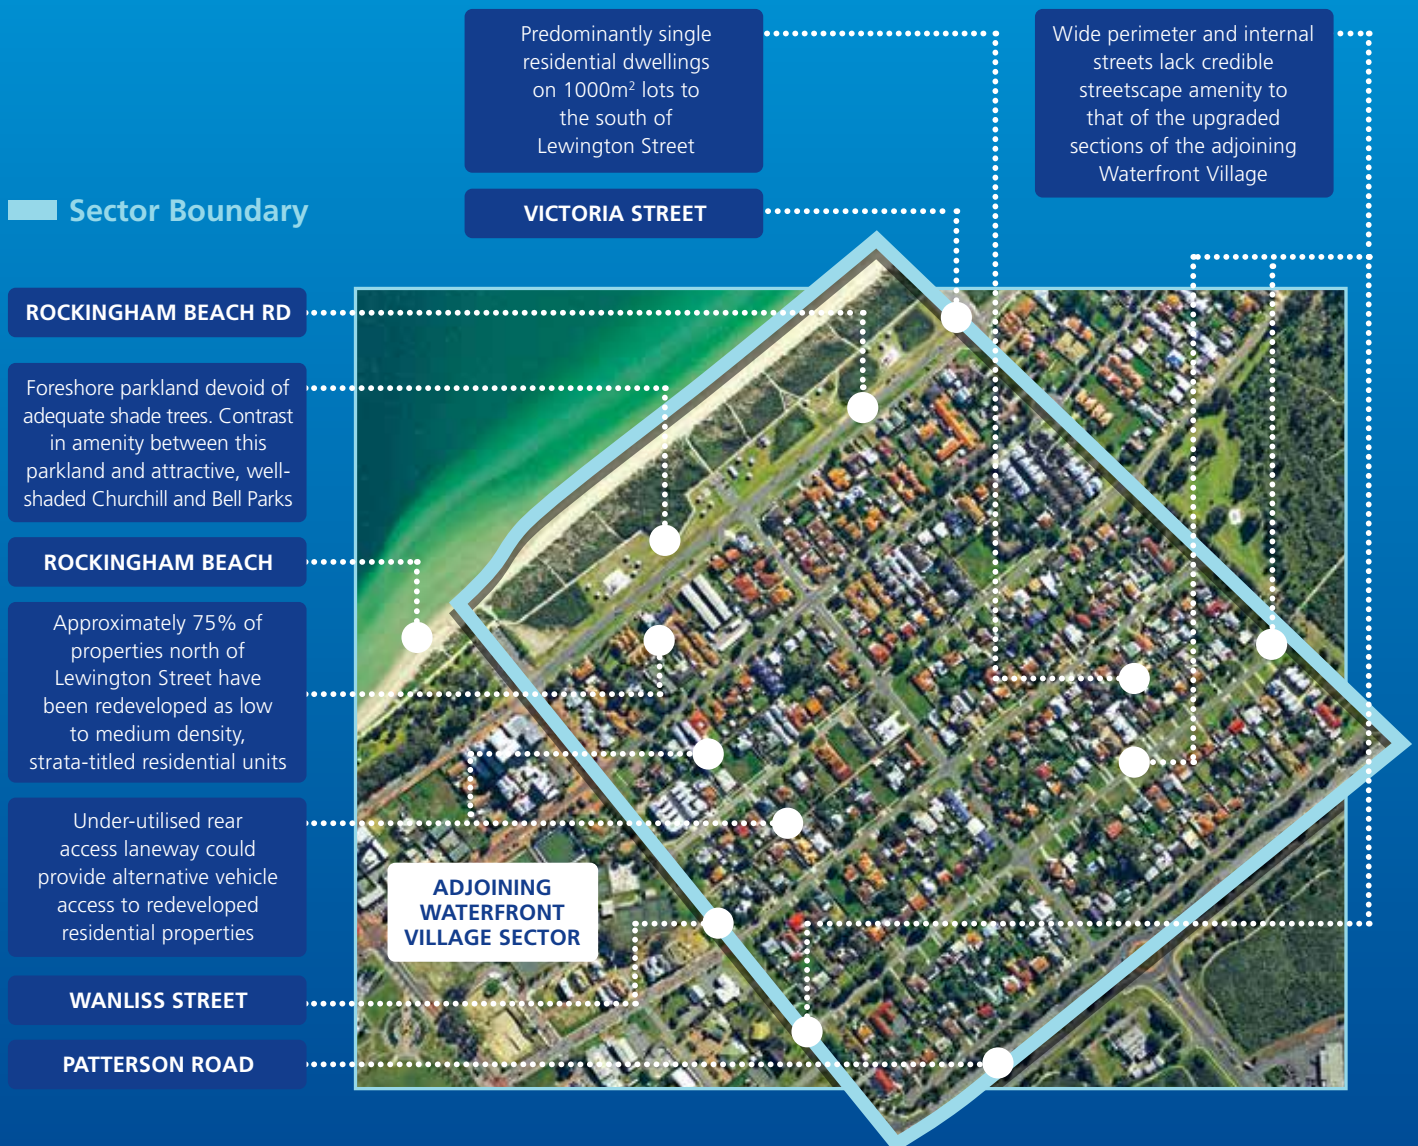 Predominantly single
residential dwellings
on 1000m² lots to
the south of
Lewington Street
Wide perimeter and internal
streets lack credible
streetscape amenity to
that of the upgraded
sections of the adjoining
Waterfront Village
VICTORIA STREET
Sector Boundary
ROCKINGHAM BEACH RD
Foreshore parkland devoid of
adequate shade trees. Contrast
in amenity between this
parkland and attractive, well-
shaded Churchill and Bell Parks
ROCKINGHAM BEACH
Approximately 75% of
properties north of
Lewington Street have
been redeveloped as low
to medium density,
strata-titled residential units
Under-utilised rear
access laneway could
provide alternative vehicle
access to redeveloped
residential properties
ADJOINING
WATERFRONT
VILLAGE SECTOR
WANLISS STREET
PATTERSON ROAD